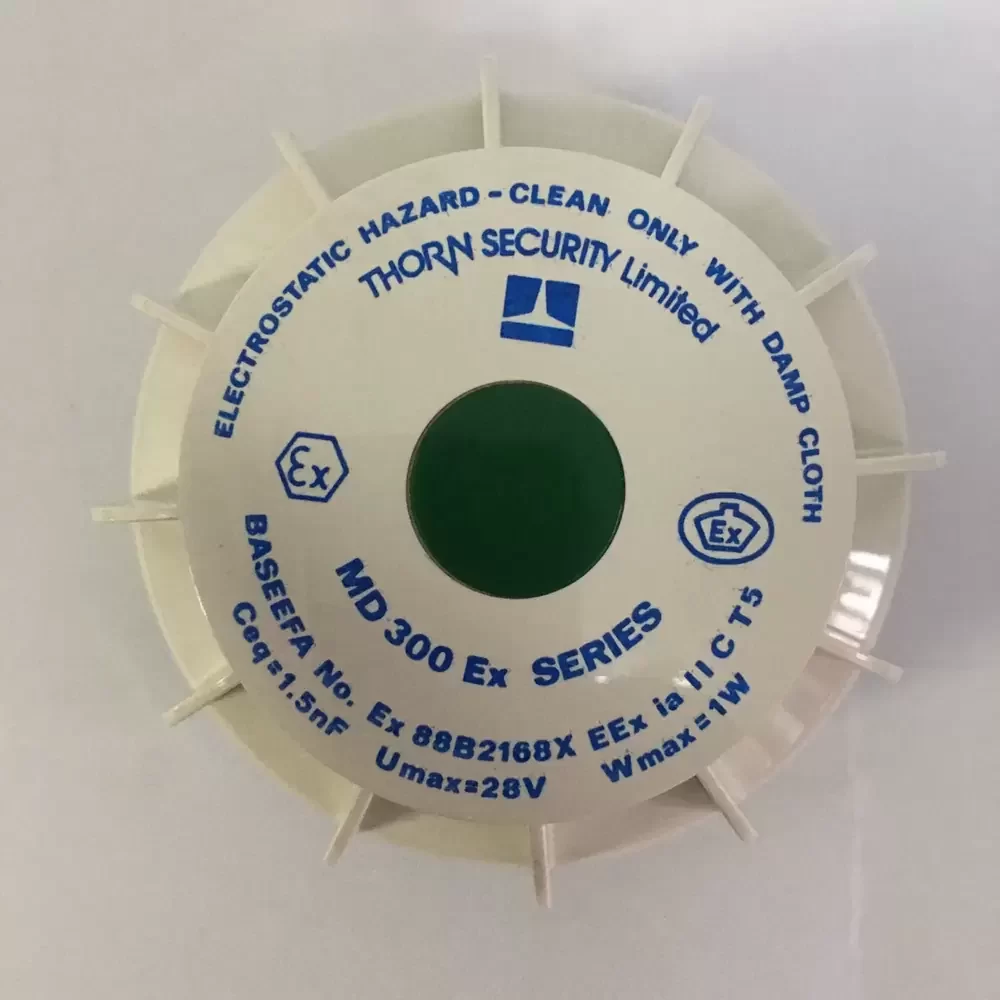 ELECTROSTATIC HAZARD - CLEAN ONLY WITH DAMP CLOTH
THORN SECURITY Limited
Ex
Ex
MD 300 Ex SERIES
BASEEFA No. Ex 88B2168X EEx ia IIC T5
Ceq=1.5nF Umax=28V Wmax=1W